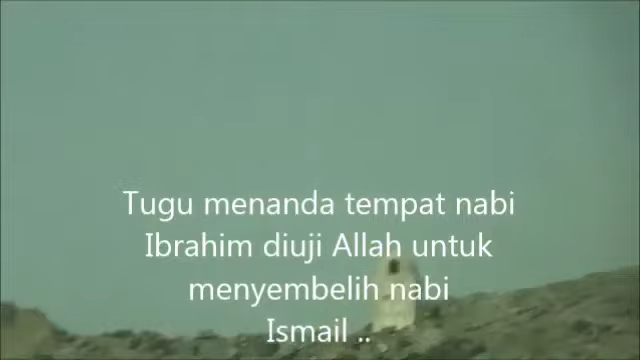 Tugu menanda tempat nabi
Ibrahim diuji Allah untuk
menyembelih nabi
Ismail ..